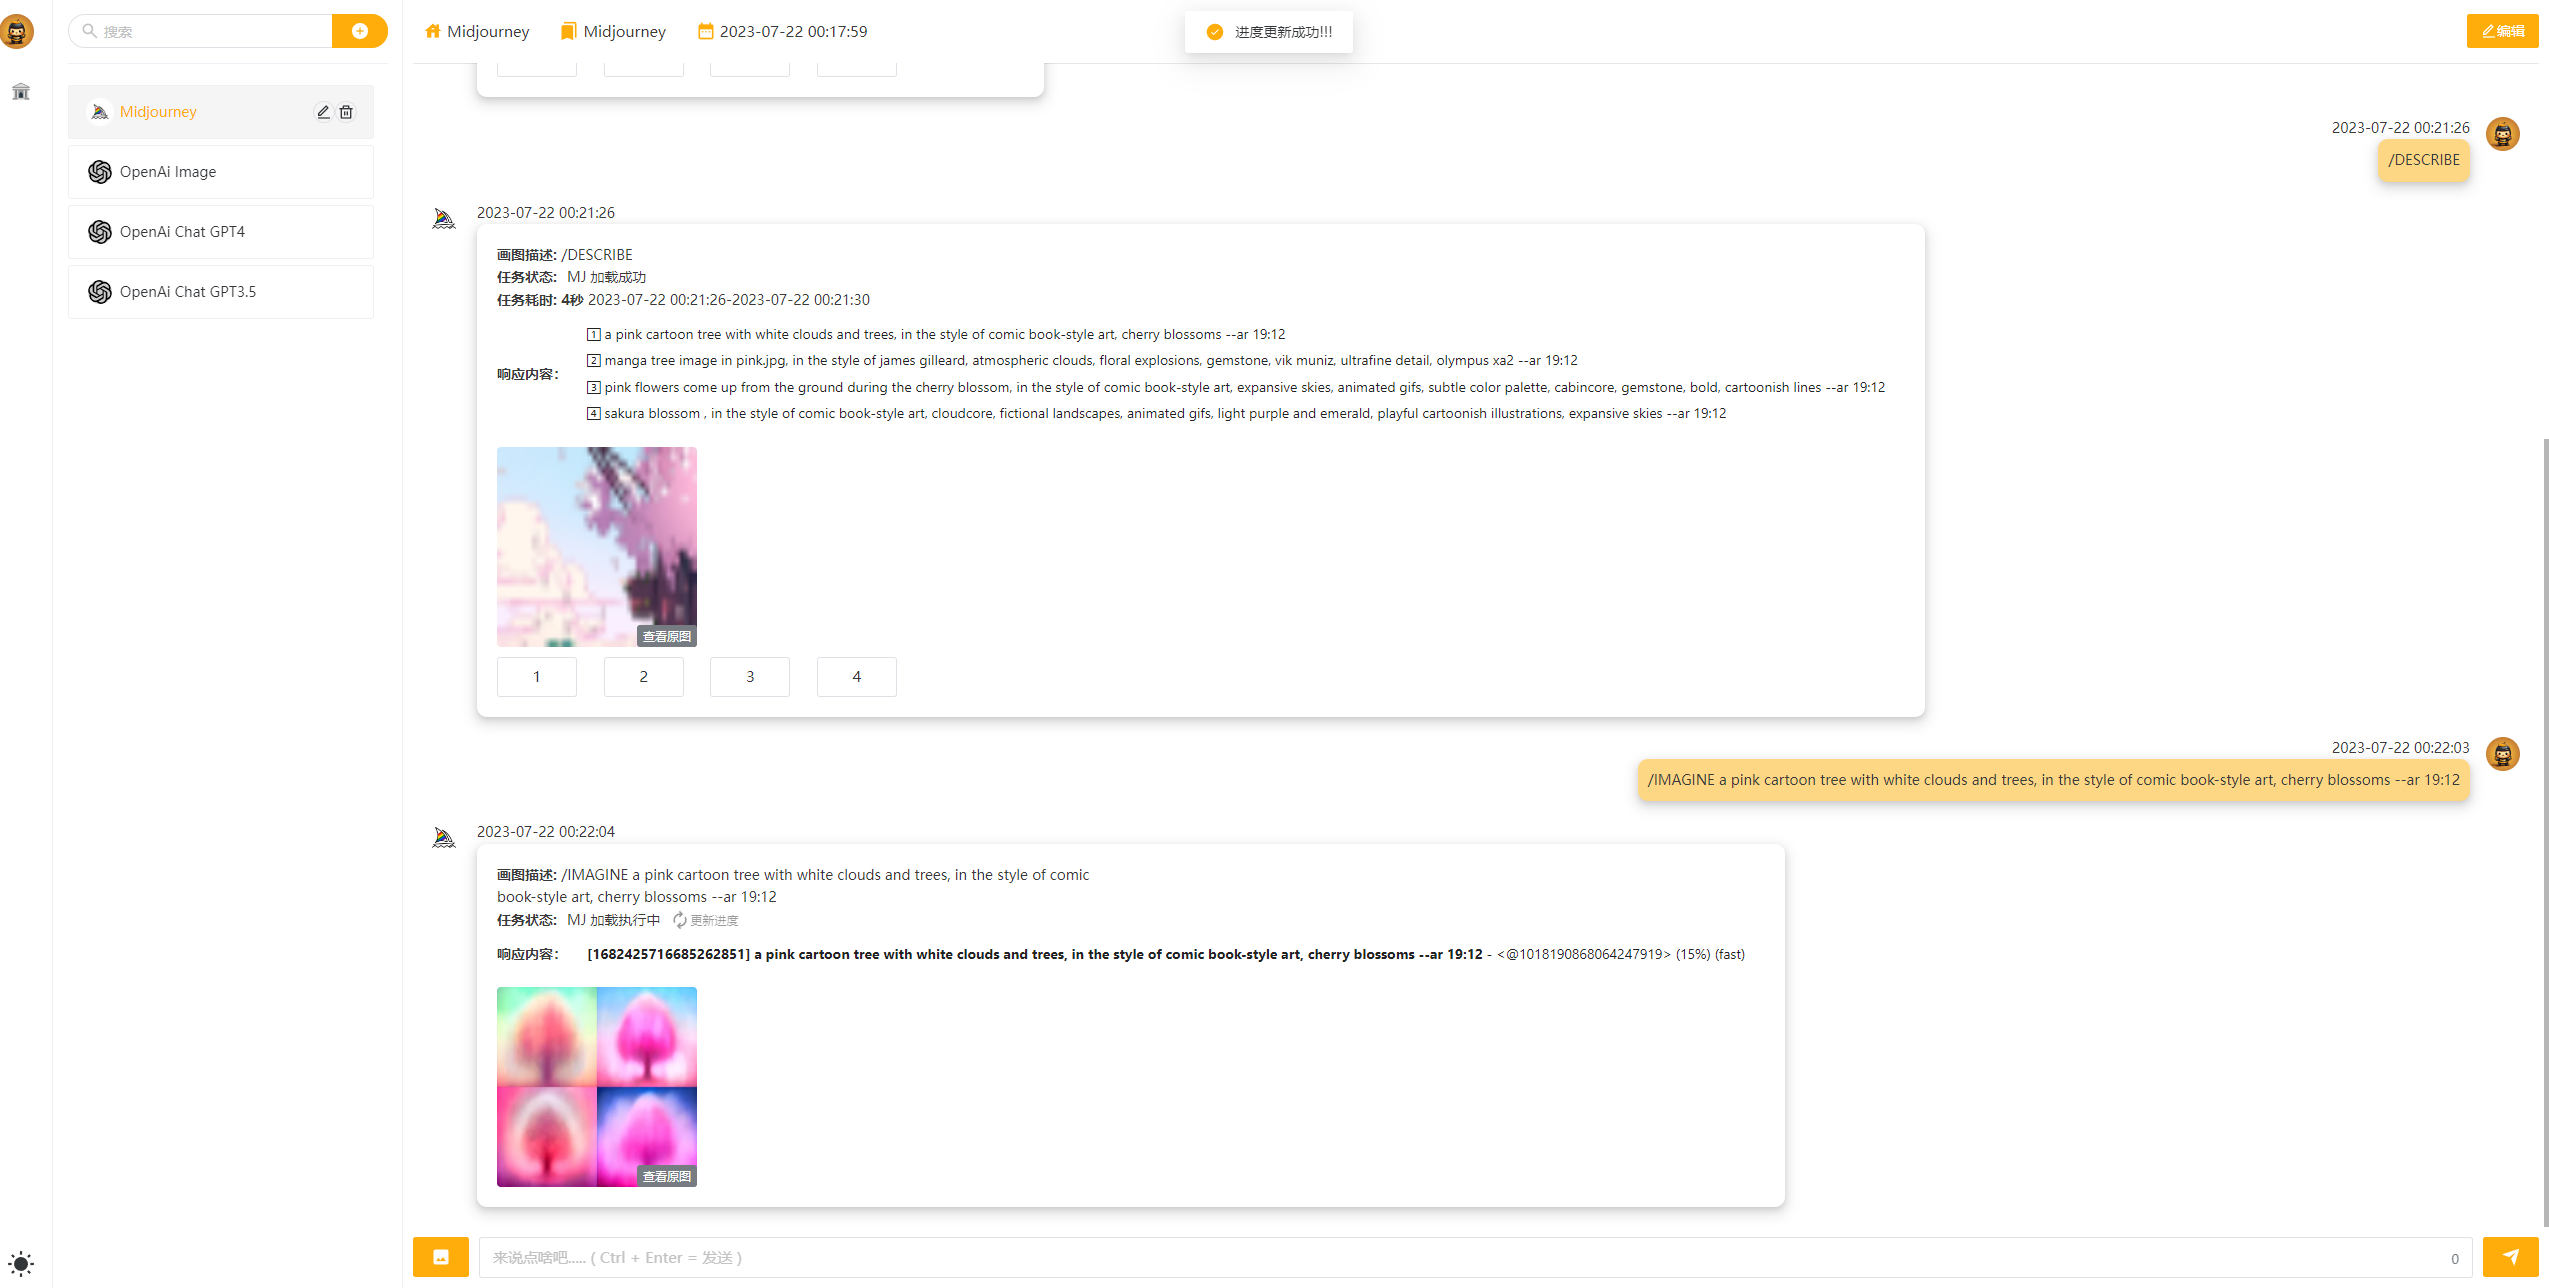 搜索
Midjourney
OpenAi Image
OpenAi Chat GPT4
OpenAi Chat GPT3.5
Midjourney
Midjourney
2023-07-22 00:17:59
进度更新成功!!!
编辑
2023-07-22 00:21:26
/DESCRIBE
2023-07-22 00:21:26
画图描述: /DESCRIBE
任务状态: MJ 加载成功
任务耗时: 4秒 2023-07-22 00:21:26-2023-07-22 00:21:30
响应内容:
1 a pink cartoon tree with white clouds and trees, in the style of comic book-style art, cherry blossoms --ar 19:12
2 manga tree image in pink.jpg, in the style of james gilleard, atmospheric clouds, floral explosions, gemstone, vik muniz, ultrafine detail, olympus xa2 --ar 19:12
3 pink flowers come up from the ground during the cherry blossom, in the style of comic book-style art, expansive skies, animated gifs, subtle color palette, cabincore, gemstone, bold, cartoonish lines --ar 19:12
4 sakura blossom , in the style of comic book-style art, cloudcore, fictional landscapes, animated gifs, light purple and emerald, playful cartoonish illustrations, expansive skies --ar 19:12
查看原图
1 2 3 4
2023-07-22 00:22:03
/IMAGINE a pink cartoon tree with white clouds and trees, in the style of comic book-style art, cherry blossoms --ar 19:12
2023-07-22 00:22:04
画图描述: /IMAGINE a pink cartoon tree with white clouds and trees, in the style of comic
book-style art, cherry blossoms --ar 19:12
任务状态: MJ 加载执行中 更新进度
响应内容: [1682425716685262851] a pink cartoon tree with white clouds and trees, in the style of comic book-style art, cherry blossoms --ar 19:12 - <@1018190868064247919> (15%) (fast)
查看原图
来说点啥吧..... ( Ctrl + Enter = 发送 )
0